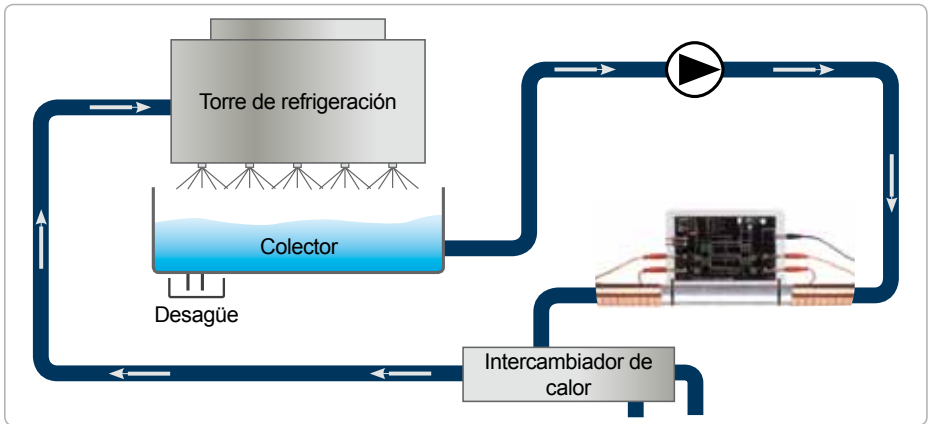 Torre de refrigeración
Colector
Desagüe
Intercambiador de
calor